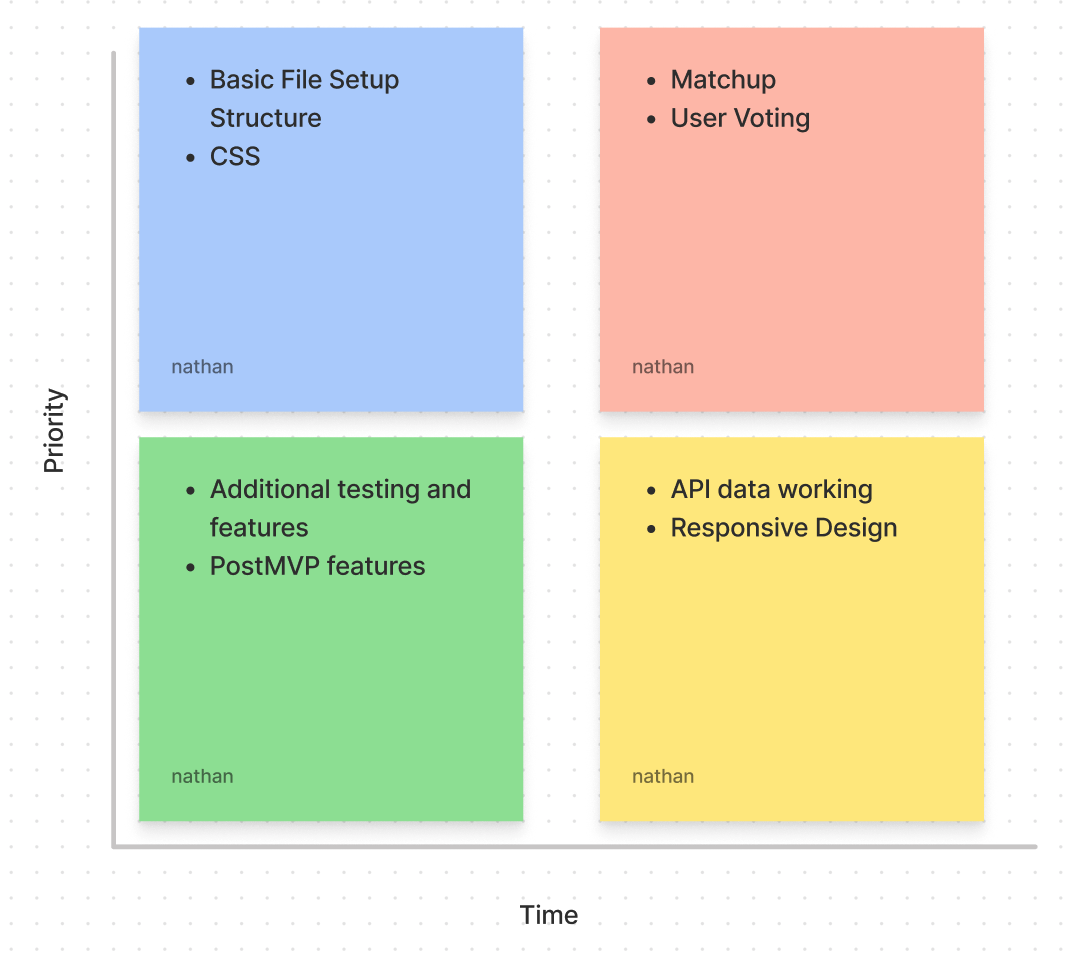 • Basic File Setup
Structure
• CSS
nathan
• Matchup
• User Voting
nathan
Priority
• Additional testing and
features
• PostMVP features
nathan
• API data working
• Responsive Design
nathan
Time